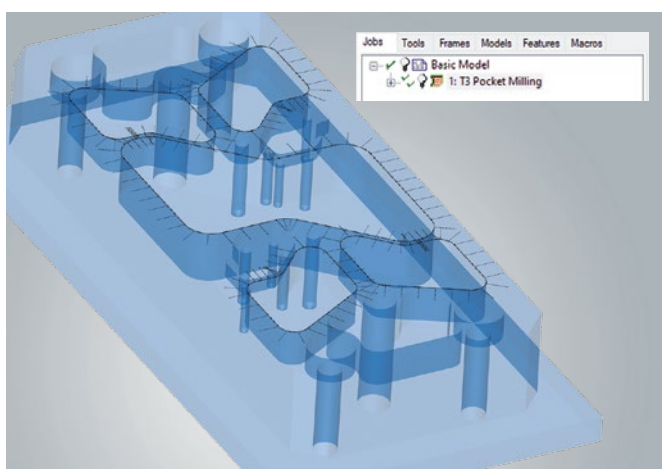 Jobs Tools Frames Models Features Macros
Basic Model
1: T3 Pocket Milling